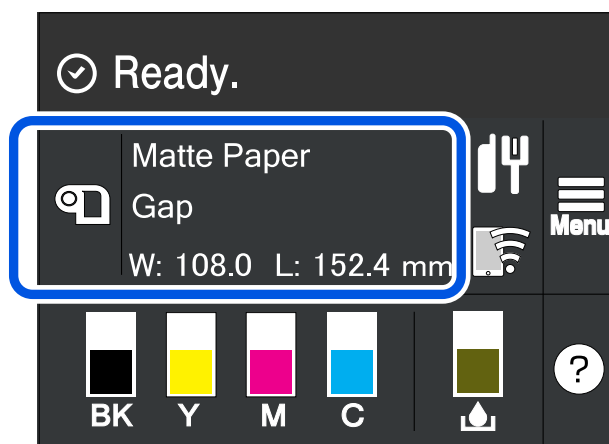 Ready.
Matte Paper
Gap
W: 108.0 L: 152.4 mm
Menu
BK Y M C
?